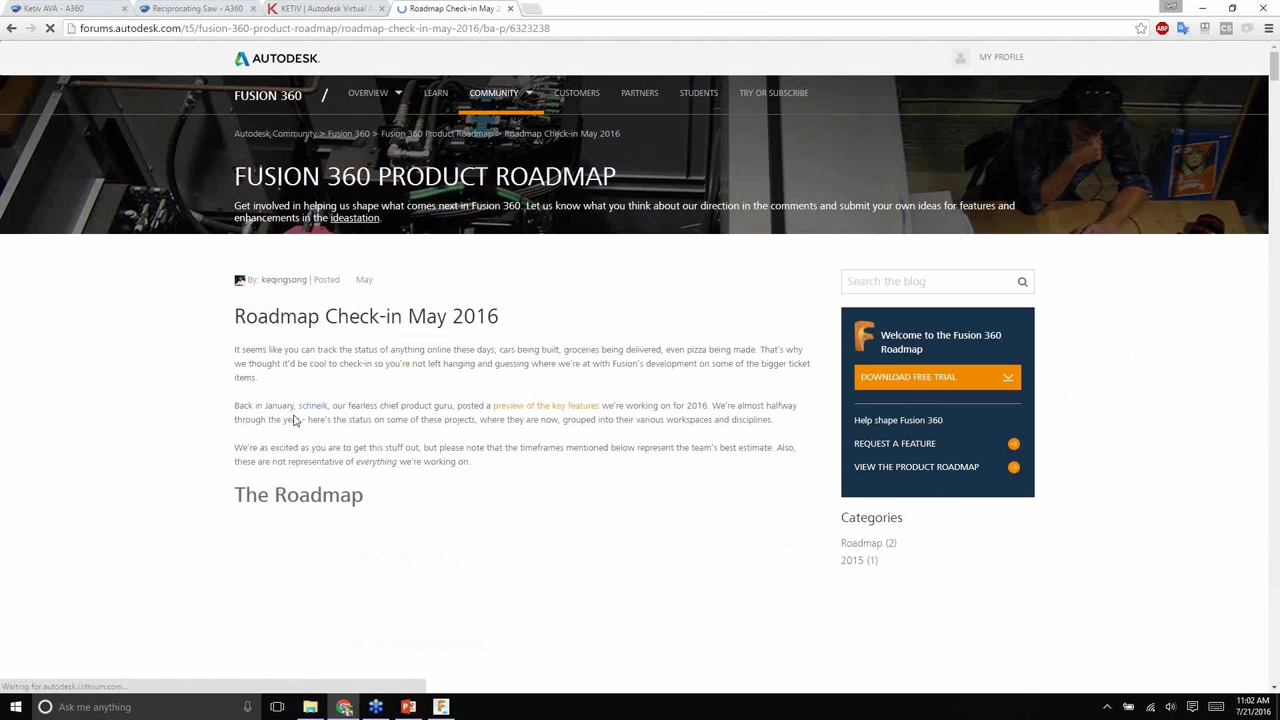 Ketiv AVA - A360
Reciprocating Saw - A360
KETIV | Autodesk Virtual A
Roadmap Check-in May 2
forums.autodesk.com/t5/fusion-360-product-roadmap/roadmap-check-in-may-2016/ba-p/6323238
AUTODESK.
MY PROFILE
FUSION 360 / OVERVIEW LEARN COMMUNITY CUSTOMERS PARTNERS STUDENTS TRY OR SUBSCRIBE
Autodesk Community > Fusion 360 > Fusion 360 Product Roadmap > Roadmap Check-in May 2016
FUSION 360 PRODUCT ROADMAP
Get involved in helping us shape what comes next in Fusion 360. Let us know what you think about our direction in the comments and submit your own ideas for features and
enhancements in the ideastation.
By: keqingsong | Posted May
Roadmap Check-in May 2016
It seems like you can track the status of anything online these days; cars being built, groceries being delivered, even pizza being made. That's why
we thought it'd be cool to check-in so you're not left hanging and guessing where we're at with Fusion's development on some of the bigger ticket
items.
Back in January, schneik, our fearless chief product guru, posted a preview of the key features we're working on for 2016. We're almost halfway
through the year - here's the status on some of these projects, where they are now, grouped into their various workspaces and disciplines.
We're as excited as you are to get this stuff out, but please note that the timeframes mentioned below represent the team's best estimate. Also,
these are not representative of everything we're working on.
The Roadmap
Search the blog
Welcome to the Fusion 360
Roadmap
DOWNLOAD FREE TRIAL
Help shape Fusion 360
REQUEST A FEATURE
VIEW THE PRODUCT ROADMAP
Categories
Roadmap (2)
2015 (1)
Waiting for autodesk.i.lithium.com...
Ask me anything
11:02 AM
7/21/2016